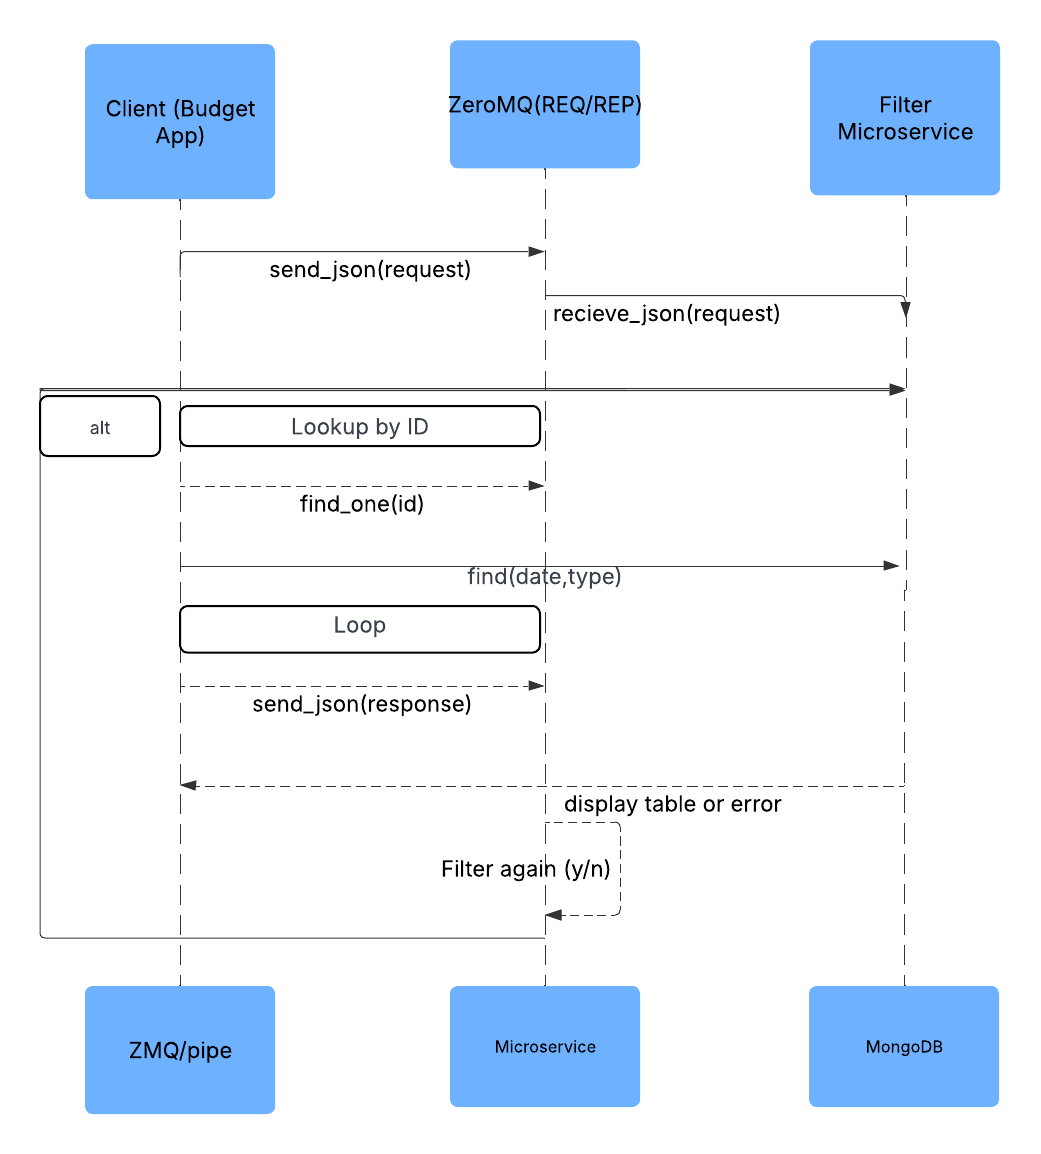 Client (Budget
App)
ZeroMQ(REQ/REP)
Filter
Microservice
send_json(request)
recieve_json(request)
alt
Lookup by ID
find_one(id)
find(date,type)
Loop
send_json(response)
display table or error
Filter again (y/n)
ZMQ/pipe
Microservice
MongoDB